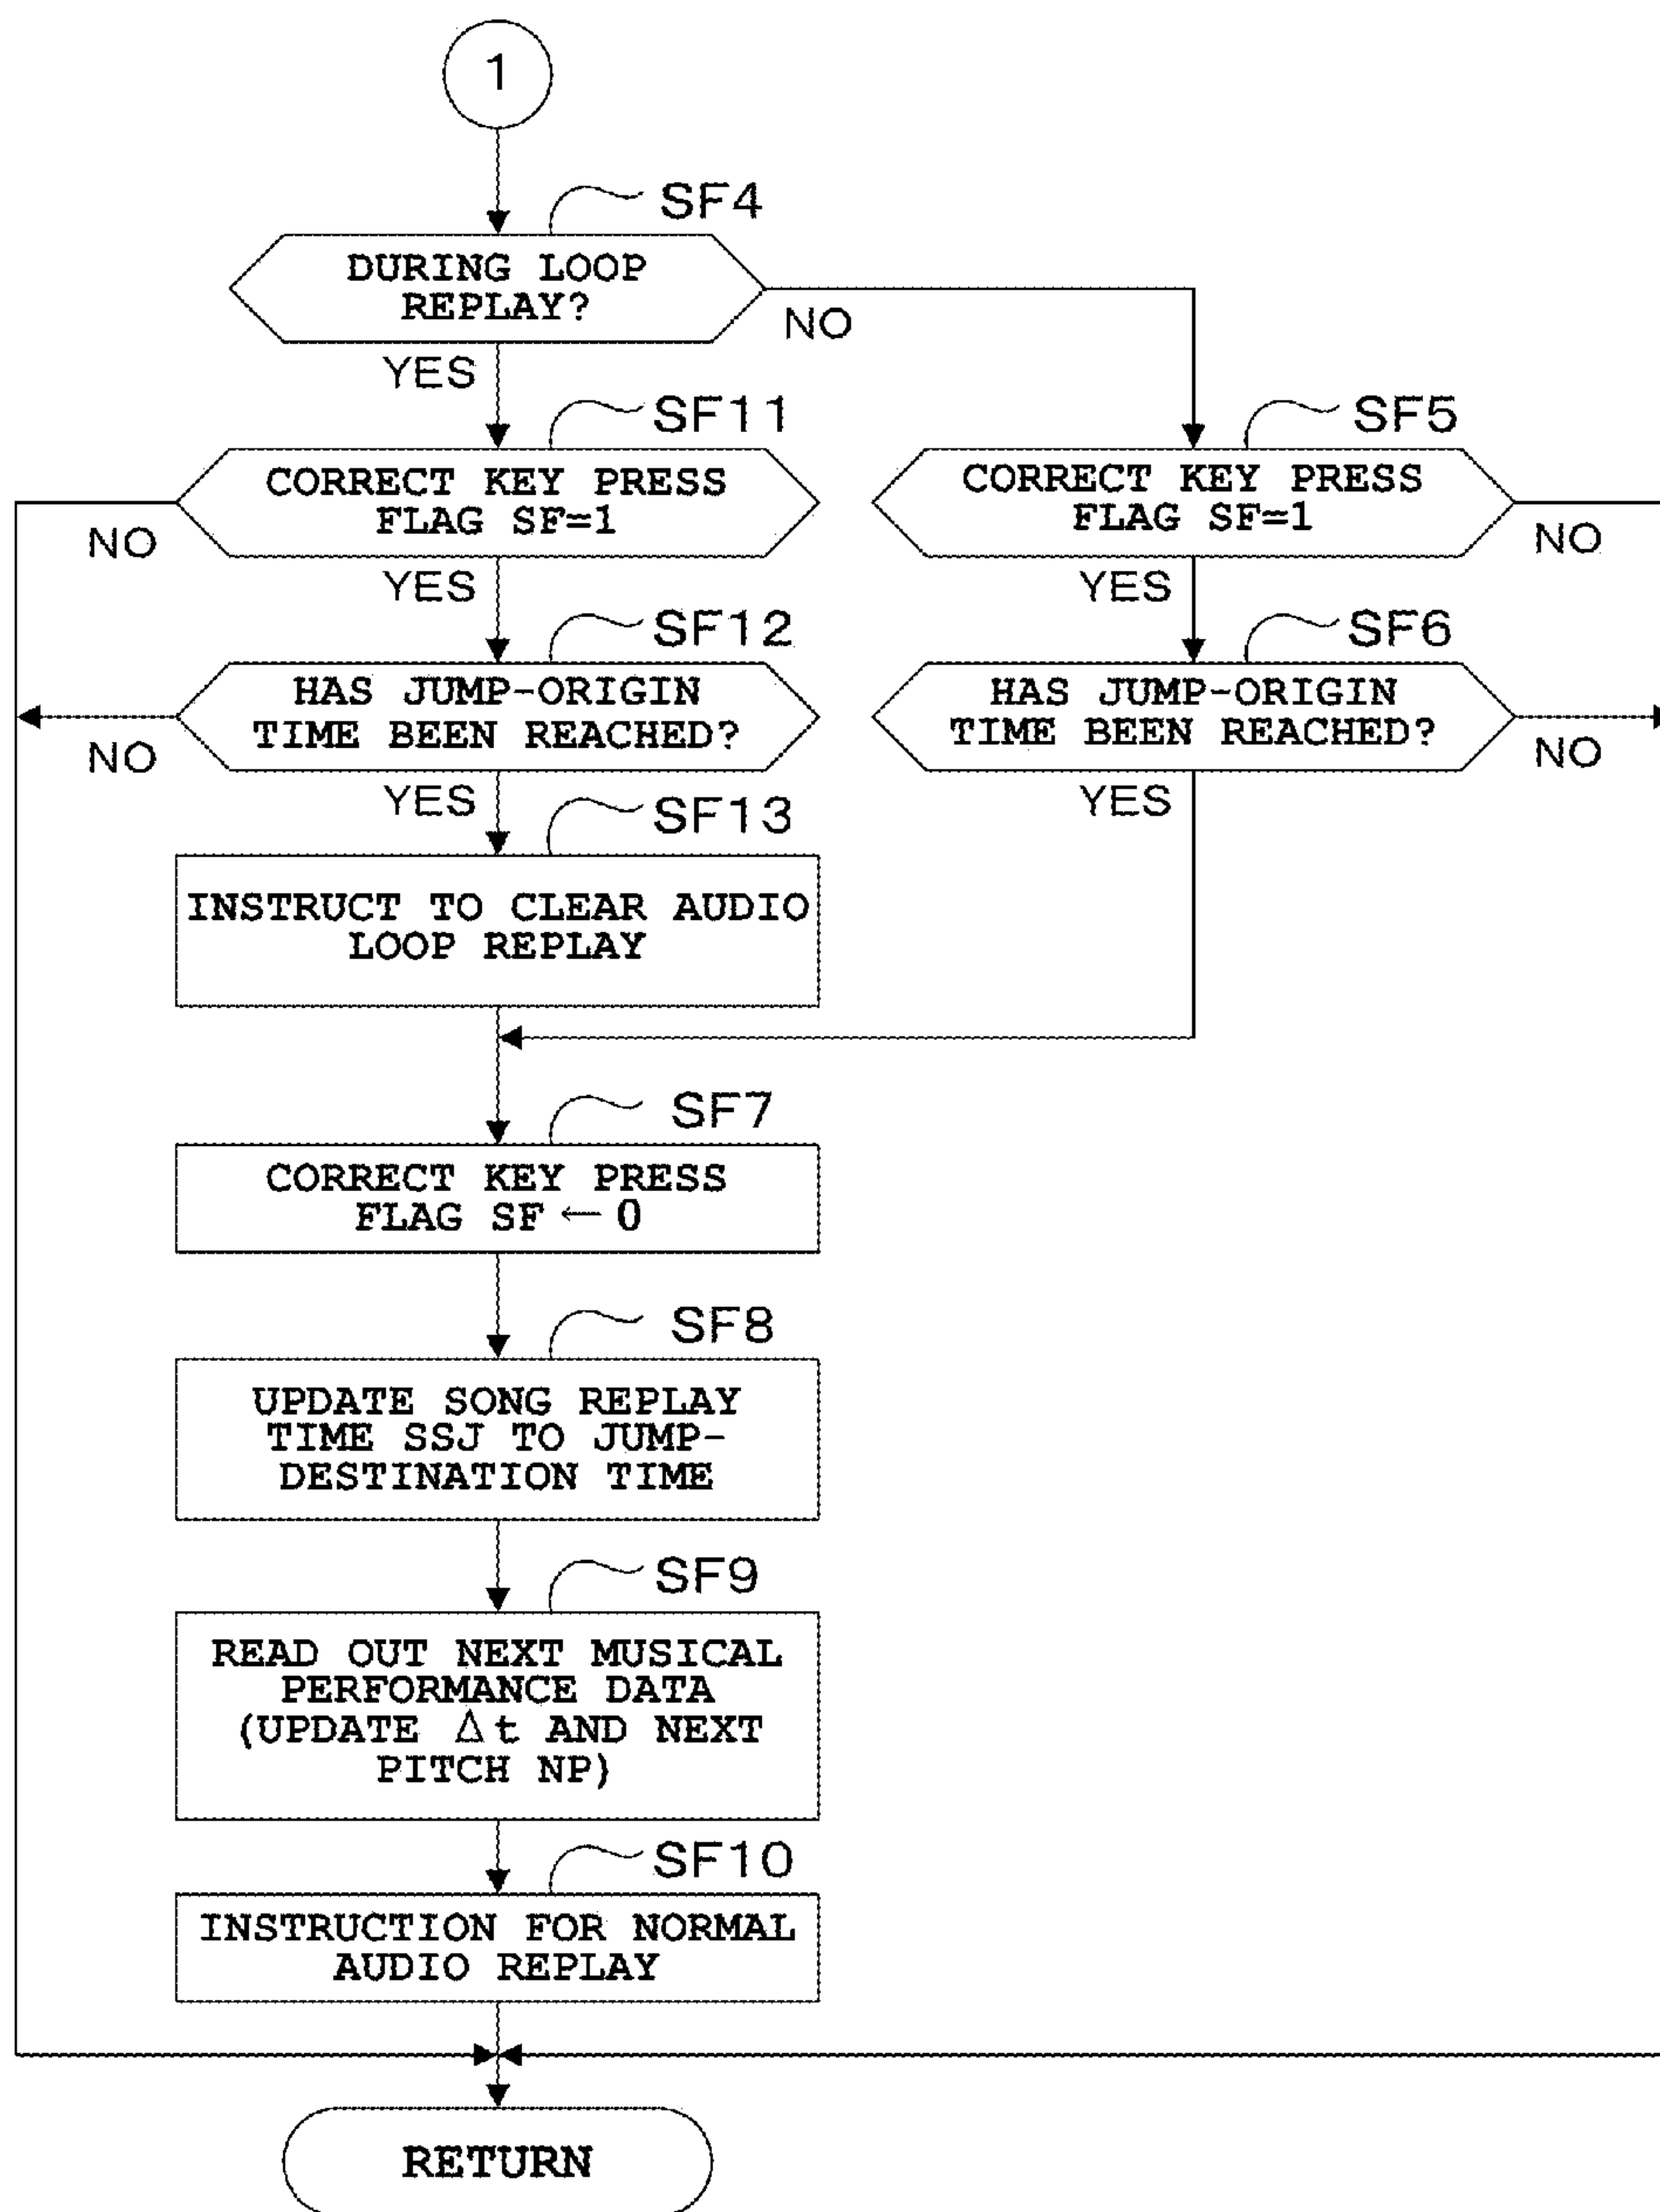 1
SF4
DURING LOOP
REPLAY?
NO
YES
SF11
CORRECT KEY PRESS
FLAG SF=1
NO
YES
SF5
CORRECT KEY PRESS
FLAG SF=1
NO
YES
SF12
HAS JUMP-ORIGIN
TIME BEEN REACHED?
NO
YES
SF6
HAS JUMP-ORIGIN
TIME BEEN REACHED?
NO
YES
SF13
INSTRUCT TO CLEAR AUDIO
LOOP REPLAY
SF7
CORRECT KEY PRESS
FLAG SF ← 0
SF8
UPDATE SONG REPLAY
TIME SSJ TO JUMP-
DESTINATION TIME
SF9
READ OUT NEXT MUSICAL
PERFORMANCE DATA
(UPDATE Δt AND NEXT
PITCH NP)
SF10
INSTRUCTION FOR NORMAL
AUDIO REPLAY
RETURN